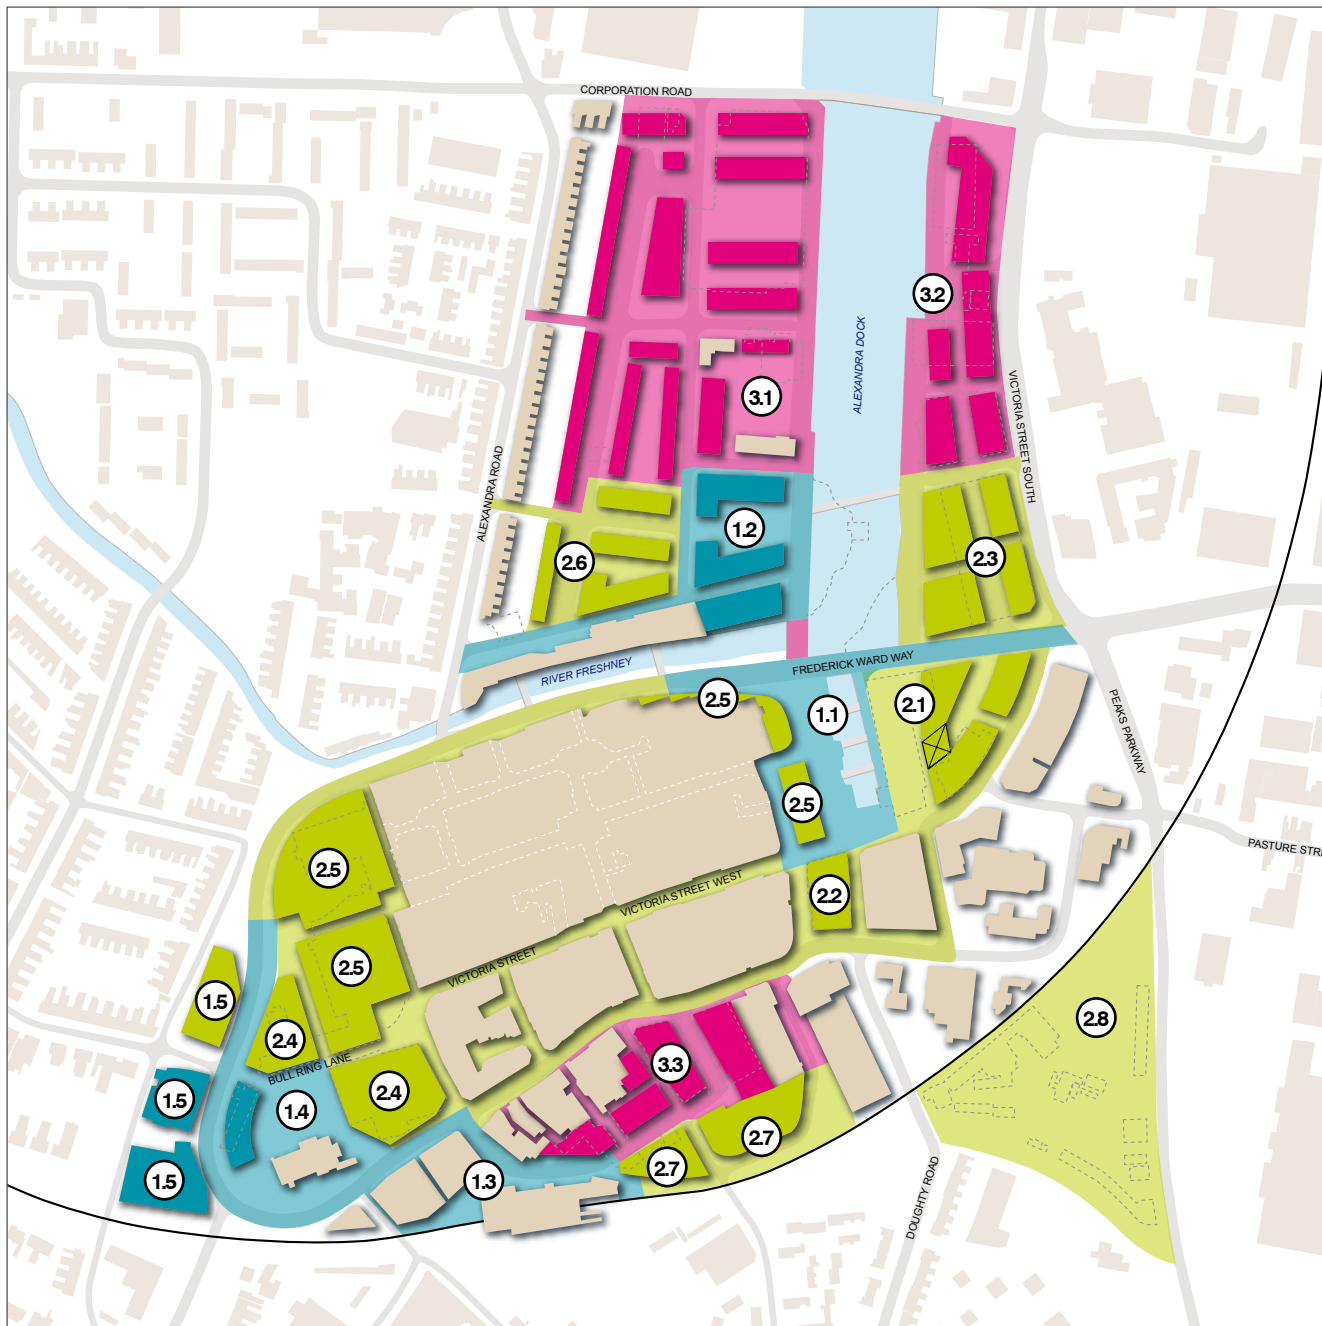 CORPORATION ROAD
3.2
ALEXANDRA DOCK
3.1
VICTORIA STREET SOUTH
ALEXANDRA ROAD
1.2
2.6
2.3
FREDERICK WARD WAY
RIVER FRESHNEY
2.5
1.1
2.1
PEAKS PARKWAY
2.5
PASTURE STR
2.5
VICTORIA STREET WEST
2.2
VICTORIA STREET
2.5
1.5
2.4
2.8
BULL RING LANE
3.3
2.4
1.5
1.4
2.7
2.7
1.5
1.3
DOUGHTY ROAD